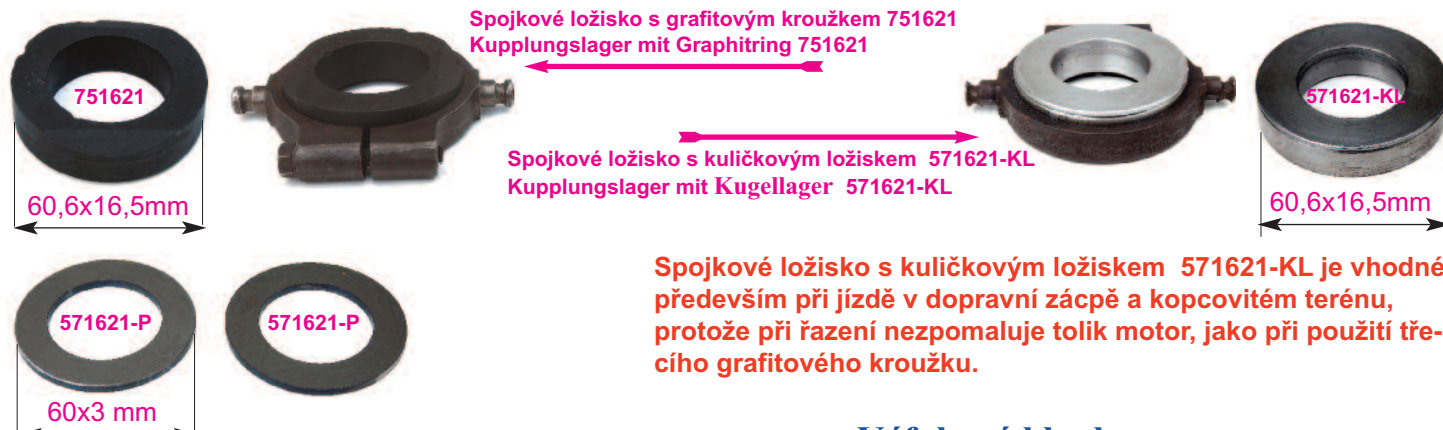 Spojkové ložisko s grafitovým kroužkem 751621
Kupplungslager mit Graphitring 751621
751621
571621-KL
Spojkové ložisko s kuličkovým ložiskem 571621-KL
Kupplungslager mit Kugellager 571621-KL
60,6x16,5mm
60,6x16,5mm
Spojkové ložisko s kuličkovým ložiskem 571621-KL je vhodné
především při jízdě v dopravní zácpě a kopcovitém terénu,
protože při řazení nezpomaluje tolik motor, jako při použití tře-
cího grafitového kroužku.
571621-P
571621-P
60x3 mm